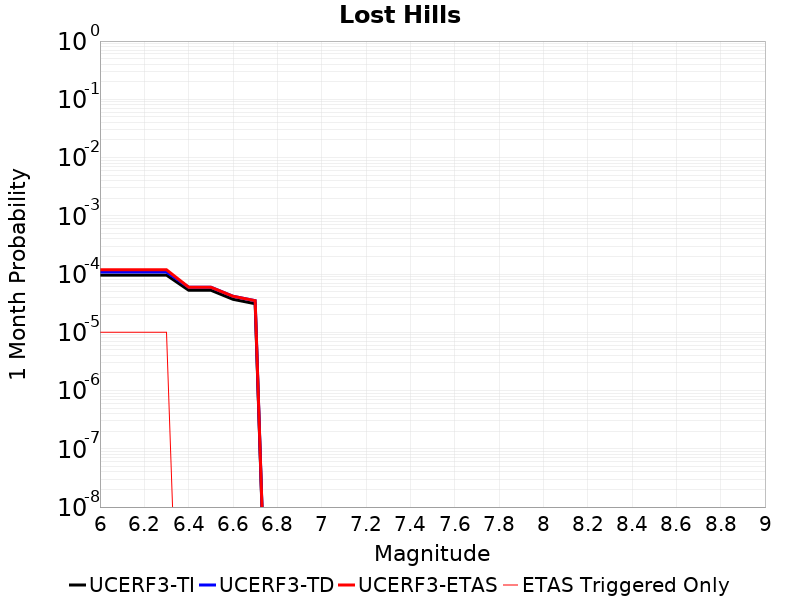 Lost Hills
1 Month Probability
10^0
10^-1
10^-2
10^-3
10^-4
10^-5
10^-6
10^-7
10^-8
6 6.2 6.4 6.6 6.8 7 7.2 7.4 7.6 7.8 8 8.2 8.4 8.6 8.8 9
Magnitude
UCERF3-TI UCERF3-TD UCERF3-ETAS ETAS Triggered Only